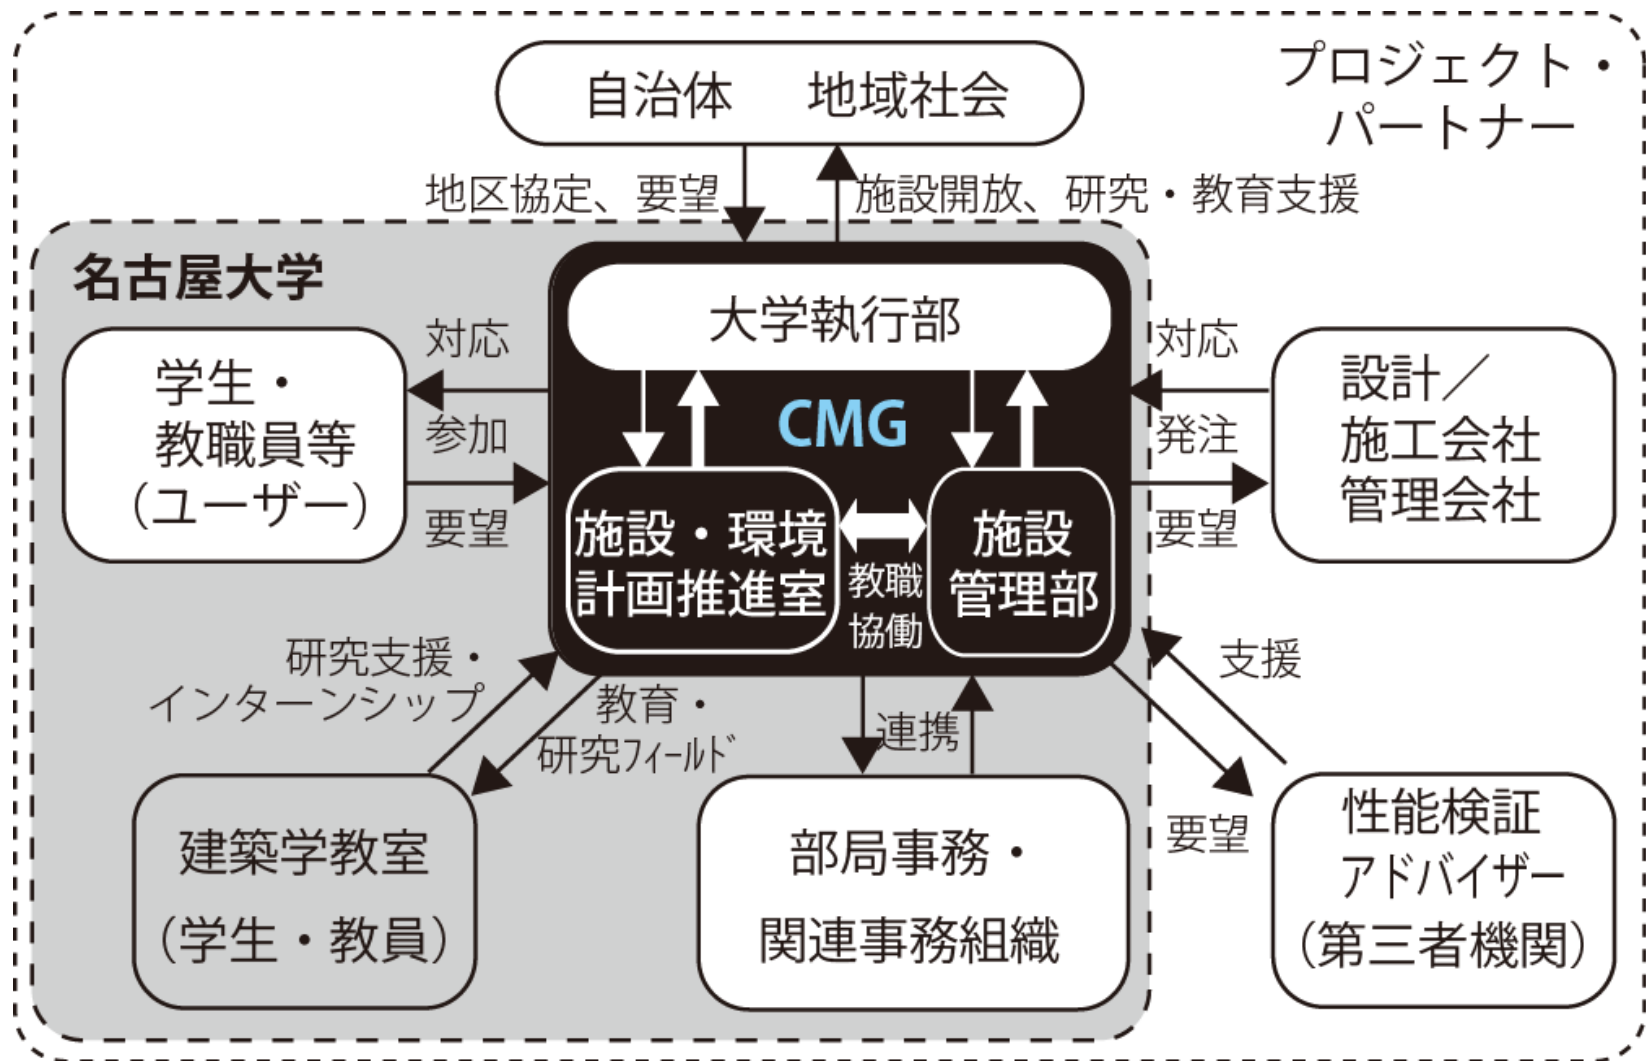 プロジェクト・
パートナー
自治体　地域社会
地区協定、要望
施設開放、研究・教育支援
名古屋大学
大学執行部
CMG
対応
参加
要望
学生・
教職員等
（ユーザー）
対応
発注
要望
設計／
施工会社
管理会社
施設・環境
計画推進室
教職
協働
施設
管理部
研究支援・
インターンシップ
教育・
研究フィールド
連携
支援
要望
建築学教室
（学生・教員）
部局事務・
関連事務組織
性能検証
アドバイザー
（第三者機関）